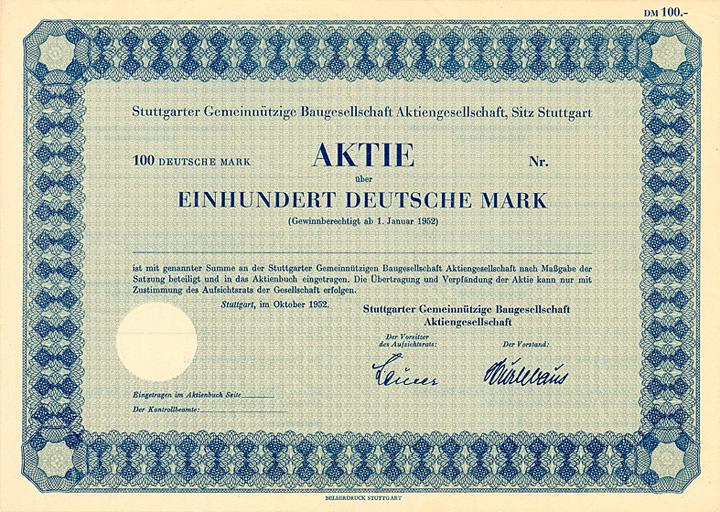 DM 100.-
Stuttgarter Gemeinnützige Baugesellschaft Aktiengesellschaft, Sitz Stuttgart
100 DEUTSCHE MARK AKTIE Nr.
über
EINHUNDERT DEUTSCHE MARK
(Gewinnberechtigt ab 1. Januar 1952)
ist mit genannter Summe an der Stuttgarter Gemeinnützigen Baugesellschaft Aktiengesellschaft nach Maßgabe der
Satzung beteiligt und in das Aktienbuch eingetragen. Die Übertragung und Verpfändung der Aktie kann nur mit
Zustimmung des Aufsichtsrats der Gesellschaft erfolgen.
Stuttgart, im Oktober 1952.
Stuttgarter Gemeinnützige Baugesellschaft
Aktiengesellschaft
Der Vorsitzer
des Aufsichtsrats: Der Vorstand:
Eingetragen im Aktienbuch Seite
Der Kontrollbeamte:
BELSERDRUCK STUTTGART